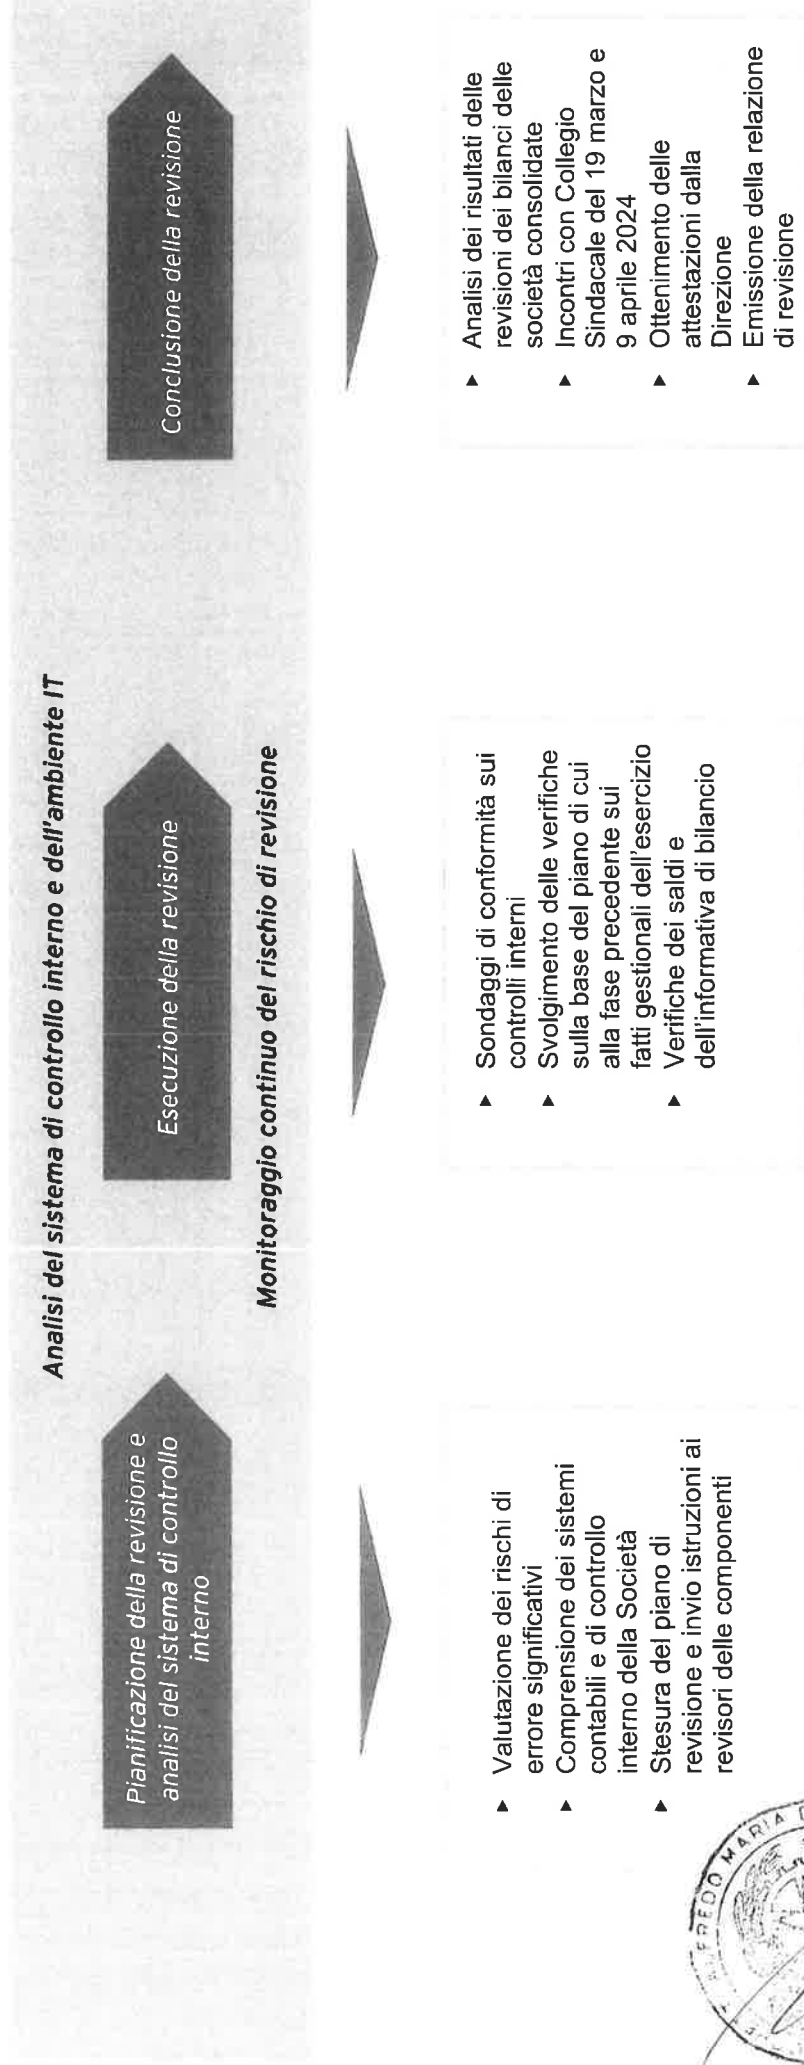 Analisi del sistema di controllo interno e dell'ambiente IT
Pianificazione della revisione e
analisi del sistema di controllo
interno
Esecuzione della revisione
Conclusione della revisione
Monitoraggio continuo del rischio di revisione
▸ Valutazione dei rischi di
errore significativi
▸ Comprensione dei sistemi
contabili e di controllo
interno della Società
▸ Stesura del piano di
revisione e invio istruzioni ai
revisori delle componenti
▸ Sondaggi di conformità sui
controlli interni
▸ Svolgimento delle verifiche
sulla base del piano di cui
alla fase precedente sui
fatti gestionali dell'esercizio
▸ Verifiche dei saldi e
dell'informativa di bilancio
▸ Analisi dei risultati delle
revisioni dei bilanci delle
società consolidate
▸ Incontri con Collegio
Sindacale del 19 marzo e
9 aprile 2024
▸ Ottenimento delle
attestazioni dalla
Direzione
▸ Emissione della relazione
di revisione
MARIA